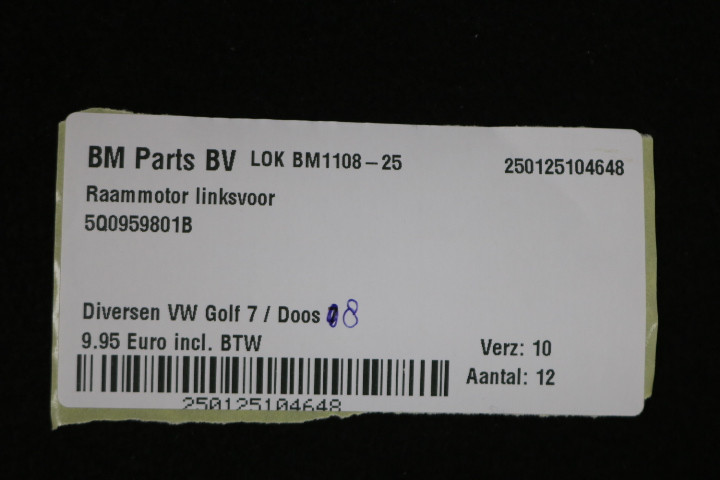 BM Parts BV LOK BM1108-25 250125104648
Raammotor linksvoor
5Q0959801B
Diversen VW Golf 7 / Doos 8
9.95 Euro incl. BTW Verz: 10
Aantal: 12
250125104648